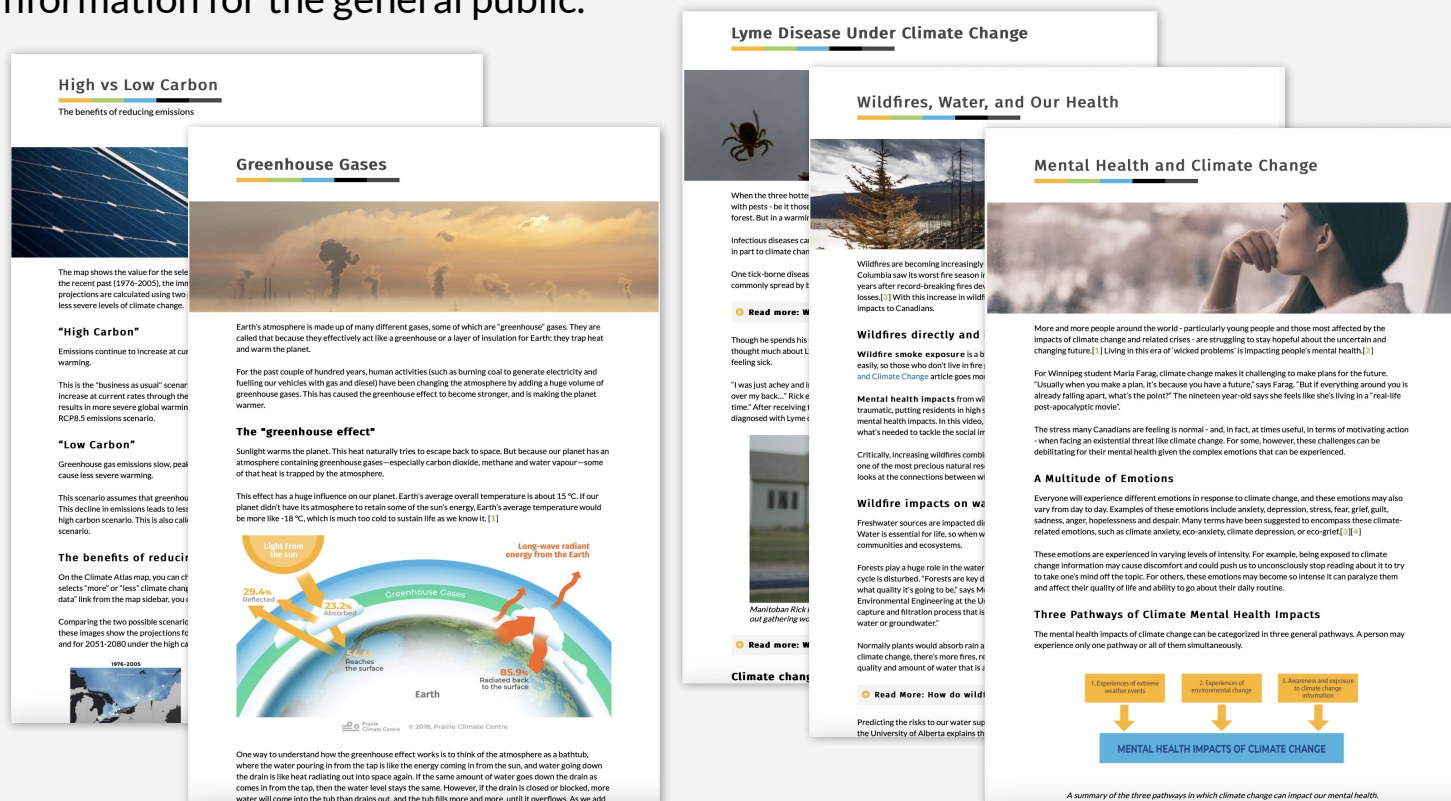 nformation for the general public.
High vs Low Carbon
The benefits of reducing emissions
The map shows the value for the sele
the recent past (1976-2005), the imm
projections are calculated using two
less severe levels of climate change.
“High Carbon”
Emissions continue to increase at cur
warming.
This is the "business as usual" scenar
increase at current rates through the
results in more severe global warmin
RCP8.5 emissions scenario.
“Low Carbon”
Greenhouse gas emissions slow, peak
cause less severe warming.
This scenario assumes that greenhou
This decline in emissions leads to less
high carbon scenario. This is also calle
scenario.
The benefits of reducin
On the Climate Atlas map, you can ch
selects “more” or “less” climate chang
data” link from the map sidebar, you c
Comparing the two possible scenario
these images show the projections fo
and for 2051-2080 under the high ca
1976-2005
Greenhouse Gases
Earth’s atmosphere is made up of many different gases, some of which are “greenhouse” gases. They are
called that because they effectively act like a greenhouse or a layer of insulation for Earth: they trap heat
and warm the planet.
For the past couple of hundred years, human activities (such as burning coal to generate electricity and
fuelling our vehicles with gas and diesel) have been changing the atmosphere by adding a huge volume of
greenhouse gases. This has caused the greenhouse effect to become stronger, and is making the planet
warmer.
The "greenhouse effect"
Sunlight warms the planet. This heat naturally tries to escape back to space. But because our planet has an
atmosphere containing greenhouse gases—especially carbon dioxide, methane and water vapour—some
of that heat is trapped by the atmosphere.
This effect has a huge influence on our planet. Earth’s average overall temperature is about 15 °C. If our
planet didn’t have its atmosphere to retain some of the sun’s energy, Earth’s average temperature would
be more like -18 °C, which is much too cold to sustain life as we know it. [1]
Light from
the sun
Long-wave radiant
energy from the Earth
Greenhouse Gases
29.4%
Reflected
23.2%
Absorbed
Reaches
the surface
85.9%
Radiated back
to the surface
Earth
Prairie
Climate Centre © 2018, Prairie Climate Centre
One way to understand how the greenhouse effect works is to think of the atmosphere as a bathtub,
where the water pouring in from the tap is like the energy coming in from the sun, and water going down
the drain is like heat radiating out into space again. If the same amount of water goes down the drain as
comes in from the tap, then the water level stays the same. However, if the drain is closed or blocked, more
water will come into the tub than drains out, and the tub fills more and more, until it overflows. As we add
Lyme Disease Under Climate Change
When the three hotte
with pests - be it those
forest. But in a warmin
Infectious diseases ca
in part to climate chan
One tick-borne diseas
commonly spread by b
Read more: W
Though he spends his
thought much about L
feeling sick.
“I was just achey and i
over my back...” Rick e
time.” After receiving t
diagnosed with Lyme d
Manitoban Rick
out gathering wo
Read more: W
Climate chang
Wildfires, Water, and Our Health
Wildfires are becoming increasingly
Columbia saw its worst fire season i
years after record-breaking fires dev
losses.[3] With this increase in wildf
impacts to Canadians.
Wildfires directly and i
Wildfire smoke exposure is a b
easily, so those who don’t live in fire
and Climate Change article goes mo
Mental health impacts from wil
traumatic, putting residents in high s
mental health impacts. In this video,
what’s needed to tackle the social im
Critically, increasing wildfires combi
one of the most precious natural res
looks at the connections between wi
Wildfire impacts on wa
Freshwater sources are impacted dir
Water is essential for life, so when w
communities and ecosystems.
Forests play a huge role in the water
cycle is disturbed. “Forests are key d
what quality it’s going to be,” says M
Environmental Engineering at the U
capture and filtration process that is
water or groundwater.”
Normally plants would absorb rain a
climate change, there’s more fires, re
quality and amount of water that is a
Read More: How do wildf
Predicting the risks to our water sup
the University of Alberta explains th
Mental Health and Climate Change
More and more people around the world - particularly young people and those most affected by the
impacts of climate change and related crises - are struggling to stay hopeful about the uncertain and
changing future.[1] Living in this era of ‘wicked problems’ is impacting people’s mental health.[2]
For Winnipeg student Maria Farag, climate change makes it challenging to make plans for the future.
“Usually when you make a plan, it’s because you have a future,” says Farag. “But if everything around you is
already falling apart, what’s the point?” The nineteen year-old says she feels like she’s living in a “real-life
post-apocalyptic movie”.
The stress many Canadians are feeling is normal - and, in fact, at times useful, in terms of motivating action
- when facing an existential threat like climate change. For some, however, these challenges can be
debilitating for their mental health given the complex emotions that can be experienced.
A Multitude of Emotions
Everyone will experience different emotions in response to climate change, and these emotions may also
vary from day to day. Examples of these emotions include anxiety, depression, stress, fear, grief, guilt,
sadness, anger, hopelessness and despair. Many terms have been suggested to encompass these climate-
related emotions, such as climate anxiety, eco-anxiety, climate depression, or eco-grief.[3][4]
These emotions are experienced in varying levels of intensity. For example, being exposed to climate
change information may cause discomfort and could push us to unconsciously stop reading about it to try
to take one’s mind off the topic. For others, these emotions may become so intense it can paralyze them
and affect their quality of life and ability to go about their daily routine.
Three Pathways of Climate Mental Health Impacts
The mental health impacts of climate change can be categorized in three general pathways. A person may
experience only one pathway or all of them simultaneously.
1. Experiences of extreme
weather events
2. Experiences of
environmental change
3. Awareness and exposure
to climate change
information
MENTAL HEALTH IMPACTS OF CLIMATE CHANGE
A summary of the three pathways in which climate change can impact our mental health.